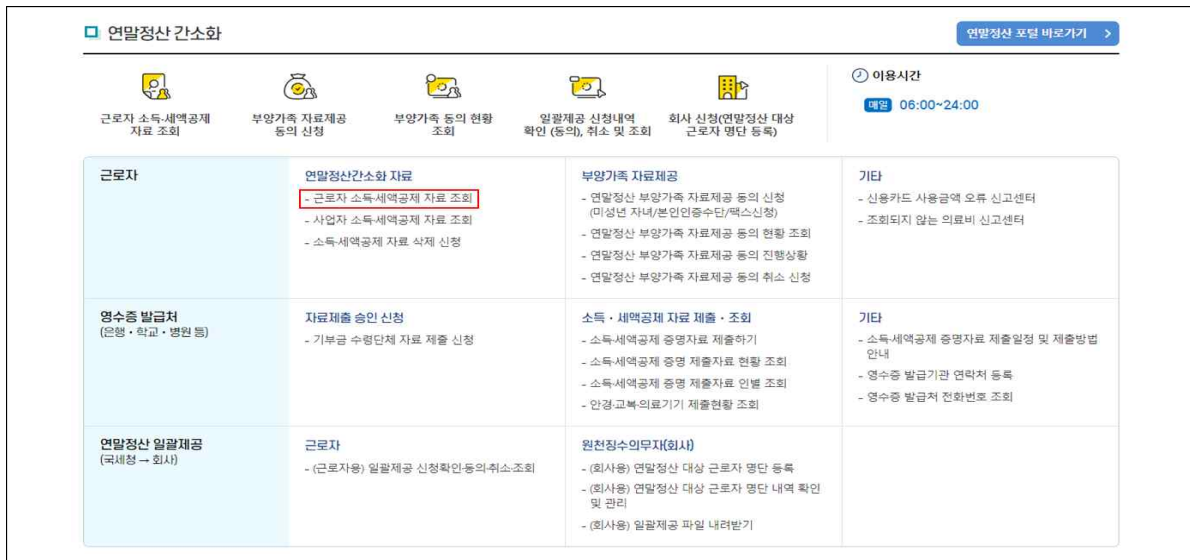 연말정산 간소화
연말정산 포털 바로가기 >
근로자 소득·세액공제
자료 조회
부양가족 자료제공
동의 신청
부양가족 동의 현황
조회
일괄제공 신청내역
확인 (동의), 취소 및 조회
회사 신청(연말정산 대상
근로자 명단 등록)
이용시간
매일 06:00~24:00
근로자
연말정산간소화 자료
- 근로자 소득·세액공제 자료 조회
- 사업자 소득·세액공제 자료 조회
- 소득·세액공제 자료 삭제 신청
부양가족 자료제공
- 연말정산 부양가족 자료제공 동의 신청
(미성년 자녀/본인인증수단/팩스신청)
- 연말정산 부양가족 자료제공 동의 현황 조회
- 연말정산 부양가족 자료제공 동의 진행상황
- 연말정산 부양가족 자료제공 동의 취소 신청
기타
- 신용카드 사용금액 오류 신고센터
- 조회되지 않는 의료비 신고센터
영수증 발급처
(은행・학교・병원 등)
자료제출 승인 신청
- 기부금 수령단체 자료 제출 신청
소득・세액공제 자료 제출・조회
- 소득·세액공제 증명자료 제출하기
- 소득·세액공제 증명 제출자료 현황 조회
- 소득·세액공제 증명 제출자료 인별 조회
- 안경·교복·의료기기 제출현황 조회
기타
- 소득·세액공제 증명자료 제출일정 및 제출방법
안내
- 영수증 발급기관 연락처 등록
- 영수증 발급처 전화번호 조회
연말정산 일괄제공
(국세청 → 회사)
근로자
- (근로자용) 일괄제공 신청확인·동의·취소·조회
원천징수의무자(회사)
- (회사용) 연말정산 대상 근로자 명단 등록
- (회사용) 연말정산 대상 근로자 명단 내역 확인
및 관리
- (회사용) 일괄제공 파일 내려받기